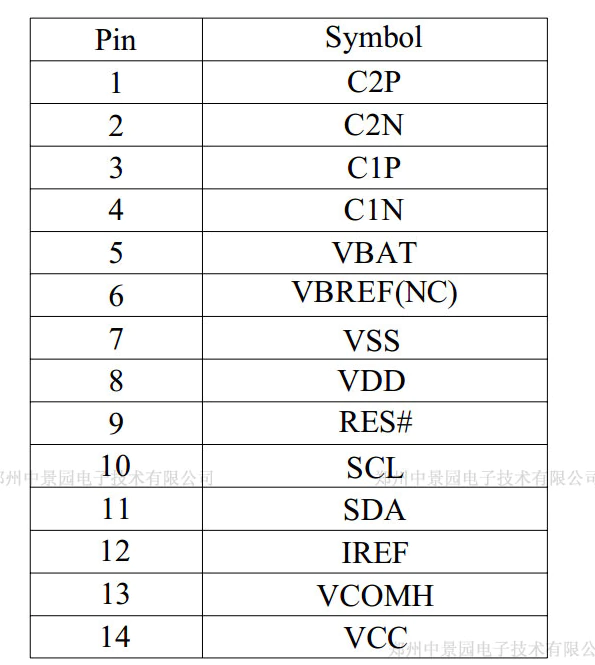 Pin Symbol
1 C2P
2 C2N
3 C1P
4 C1N
5 VBAT
6 VBREF(NC)
7 VSS
8 VDD
9 RES#
10 SCL
郑州中景园电子技术有限公司 郑州中景园电子技术有限公司
11 SDA
12 IREF
13 VCOMH
14 VCC
郑州中景园电子技术有限公司